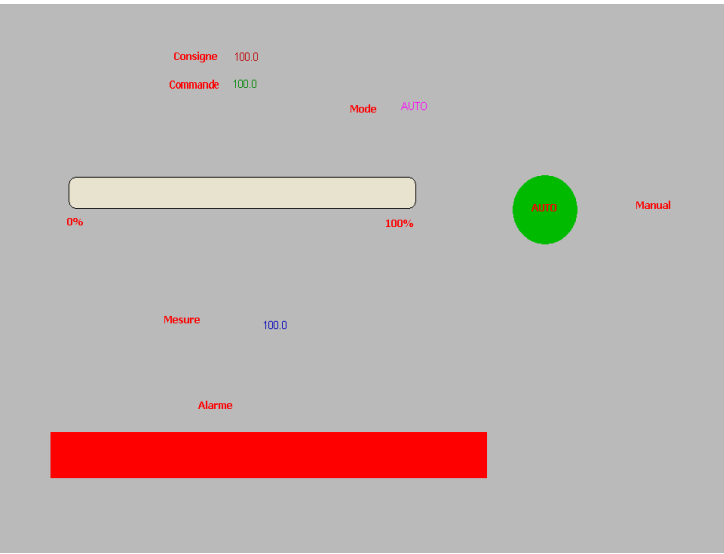 Consigne 100.0
Commande 100.0
Mode AUTO
AUTO Manual
0% 100%
Mesure 100.0
Alarme